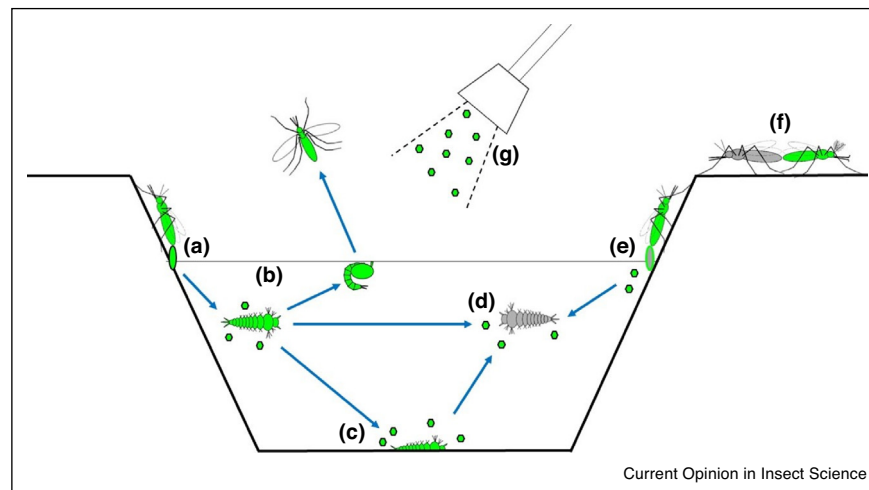 (f)
(g)
(a)
(e)
(b)
(d)
(c)
Current Opinion in Insect Science